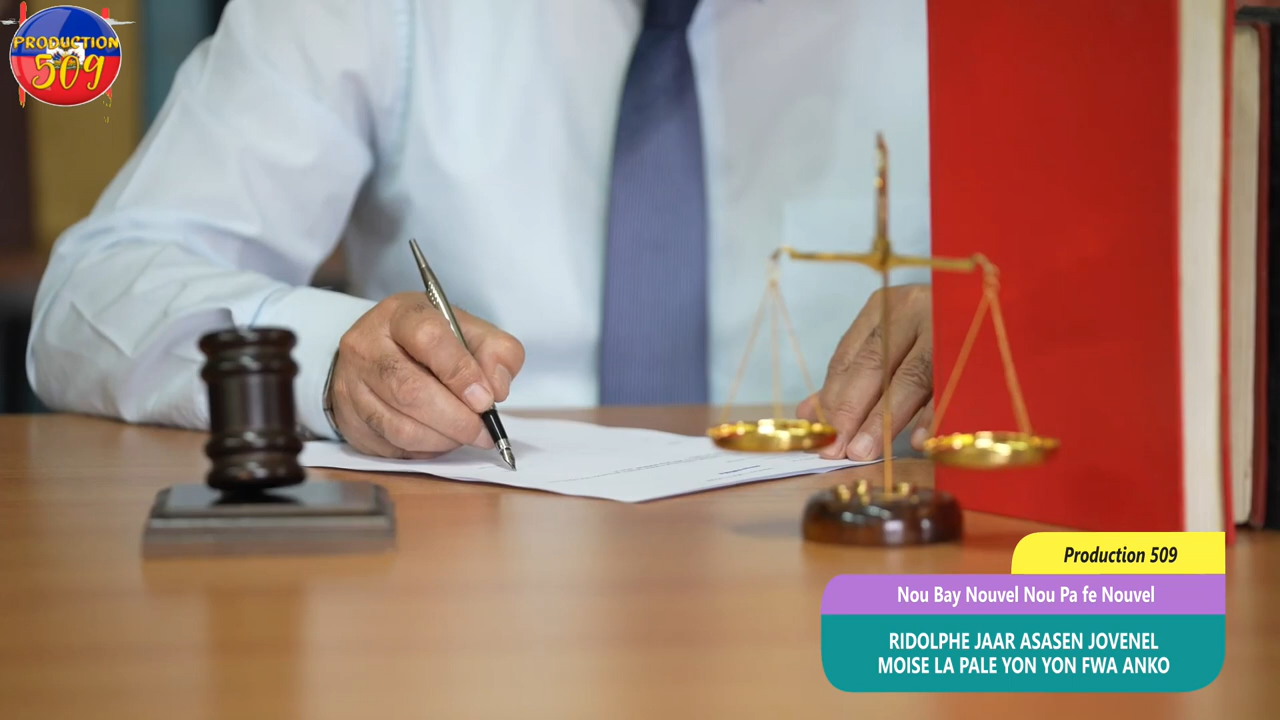 PRODUCTION
509
Production 509
Nou Bay Nouvel Nou Pa fe Nouvel
RIDOLPHE JAAR ASASEN JOVENEL
MOISE LA PALE YON YON FWA ANKO